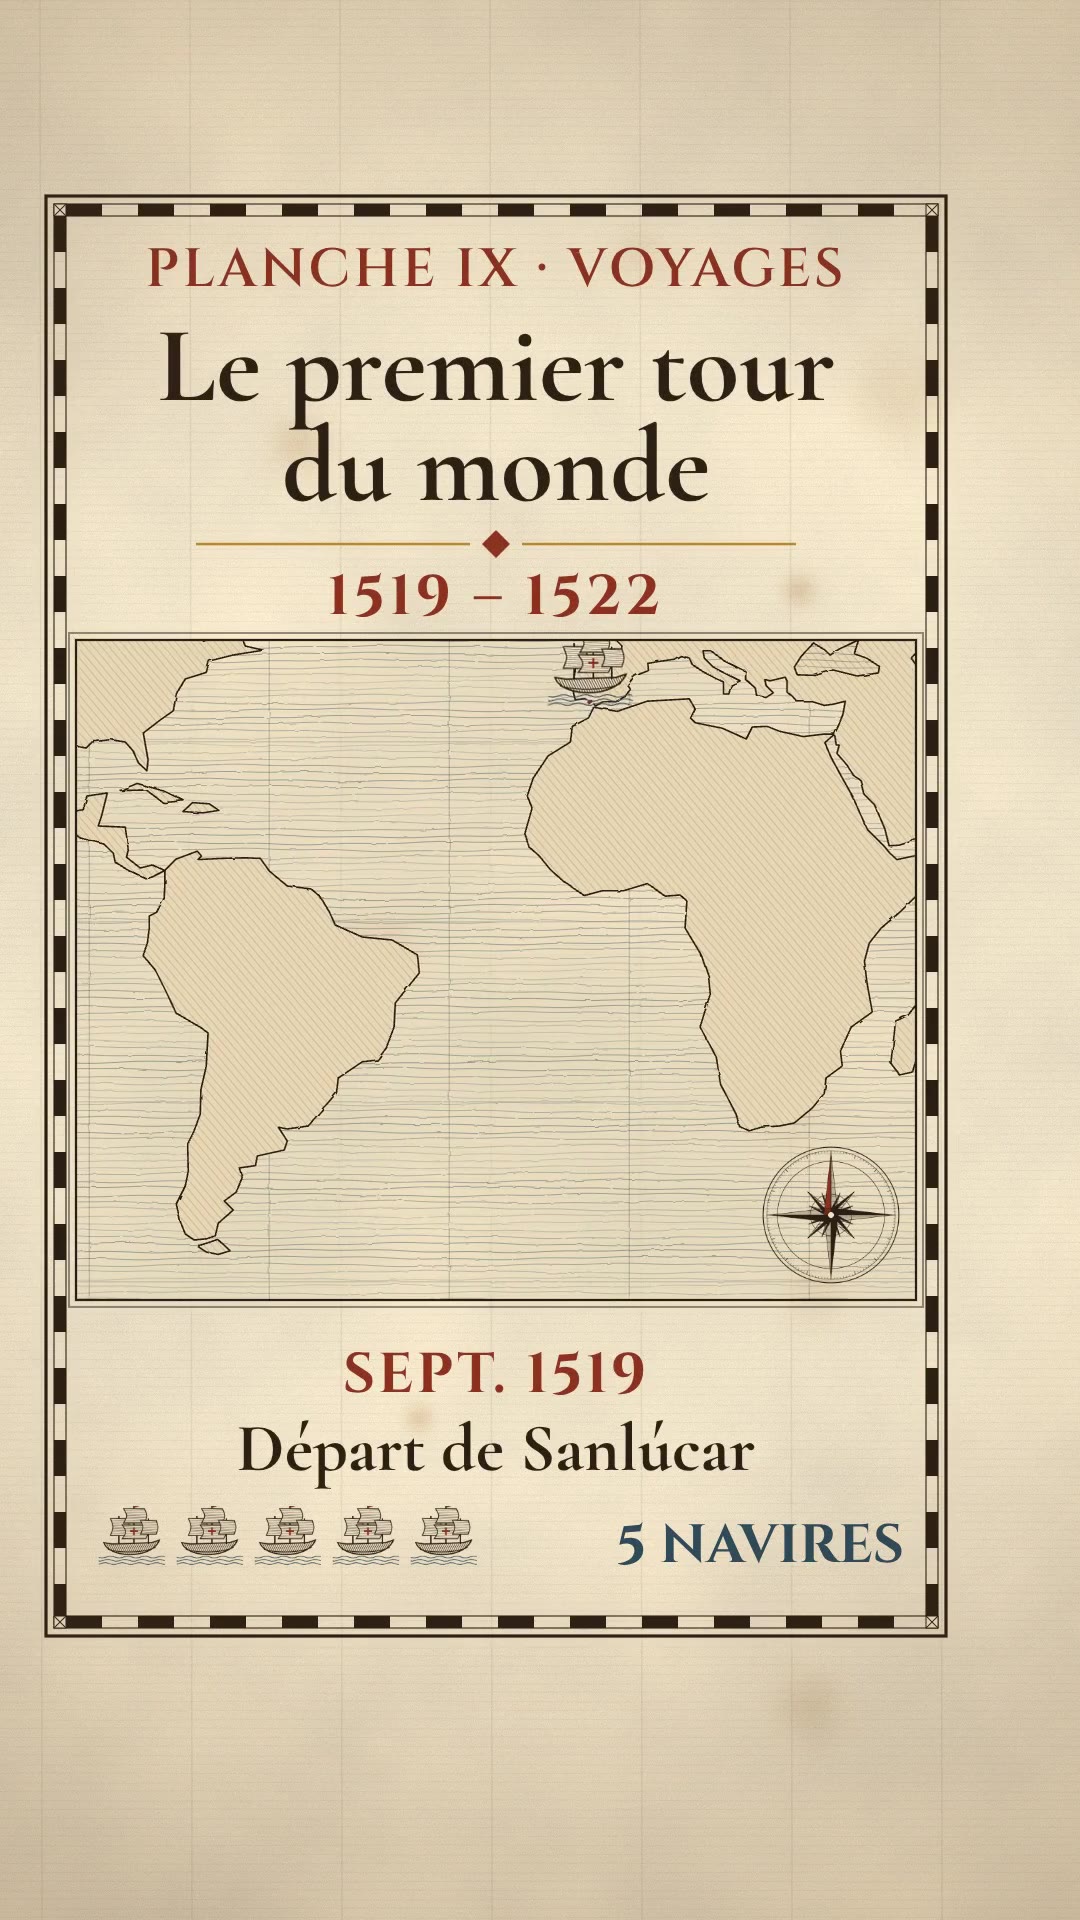 PLANCHE IX · VOYAGES
Le premier tour
du monde
1519 – 1522
SEPT. 1519
Départ de Sanlúcar
5 NAVIRES